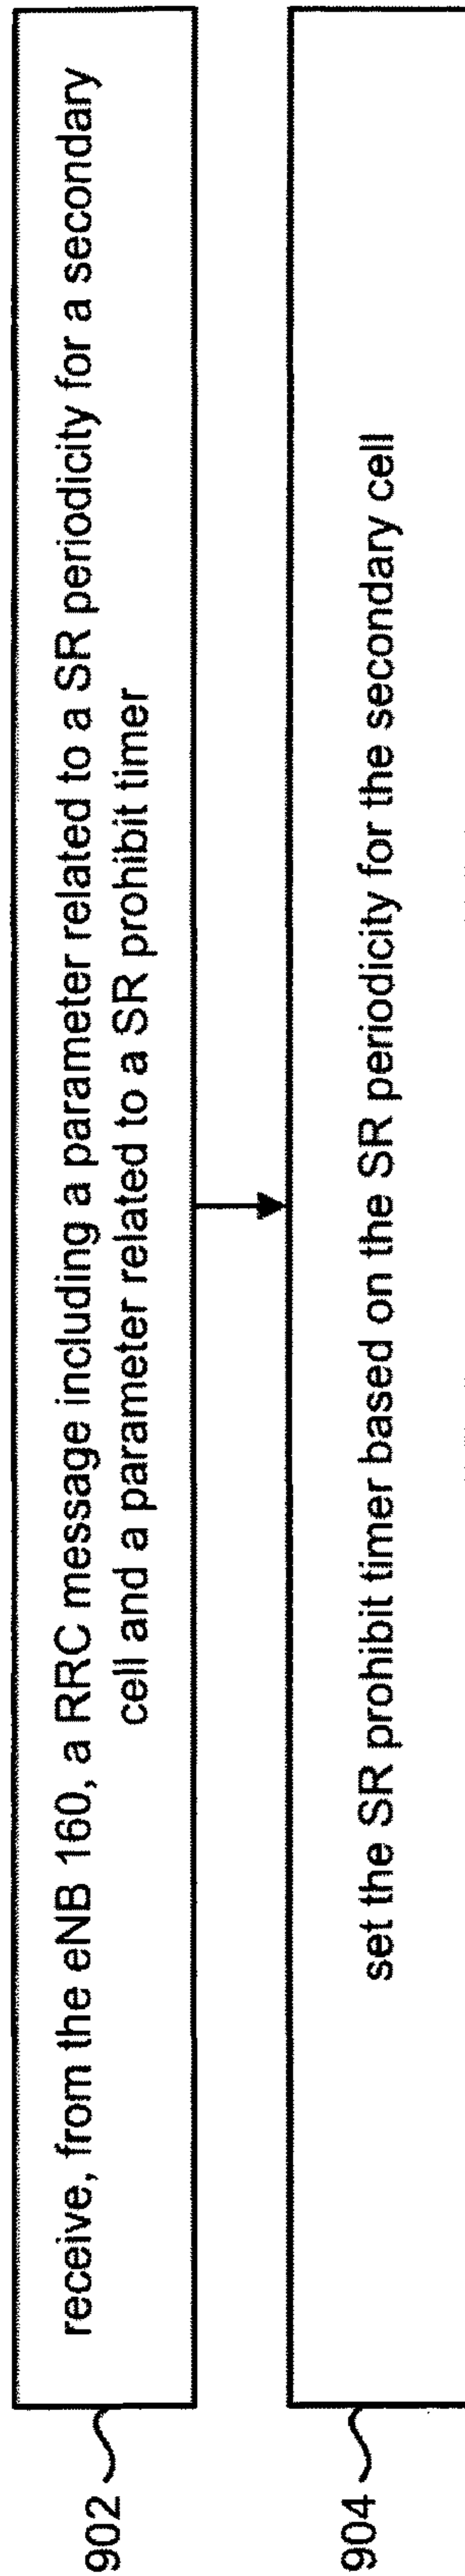 902
receive, from the eNB 160, a RRC message including a parameter related to a SR periodicity for a secondary
cell and a parameter related to a SR prohibit timer
904
set the SR prohibit timer based on the SR periodicity for the secondary cell